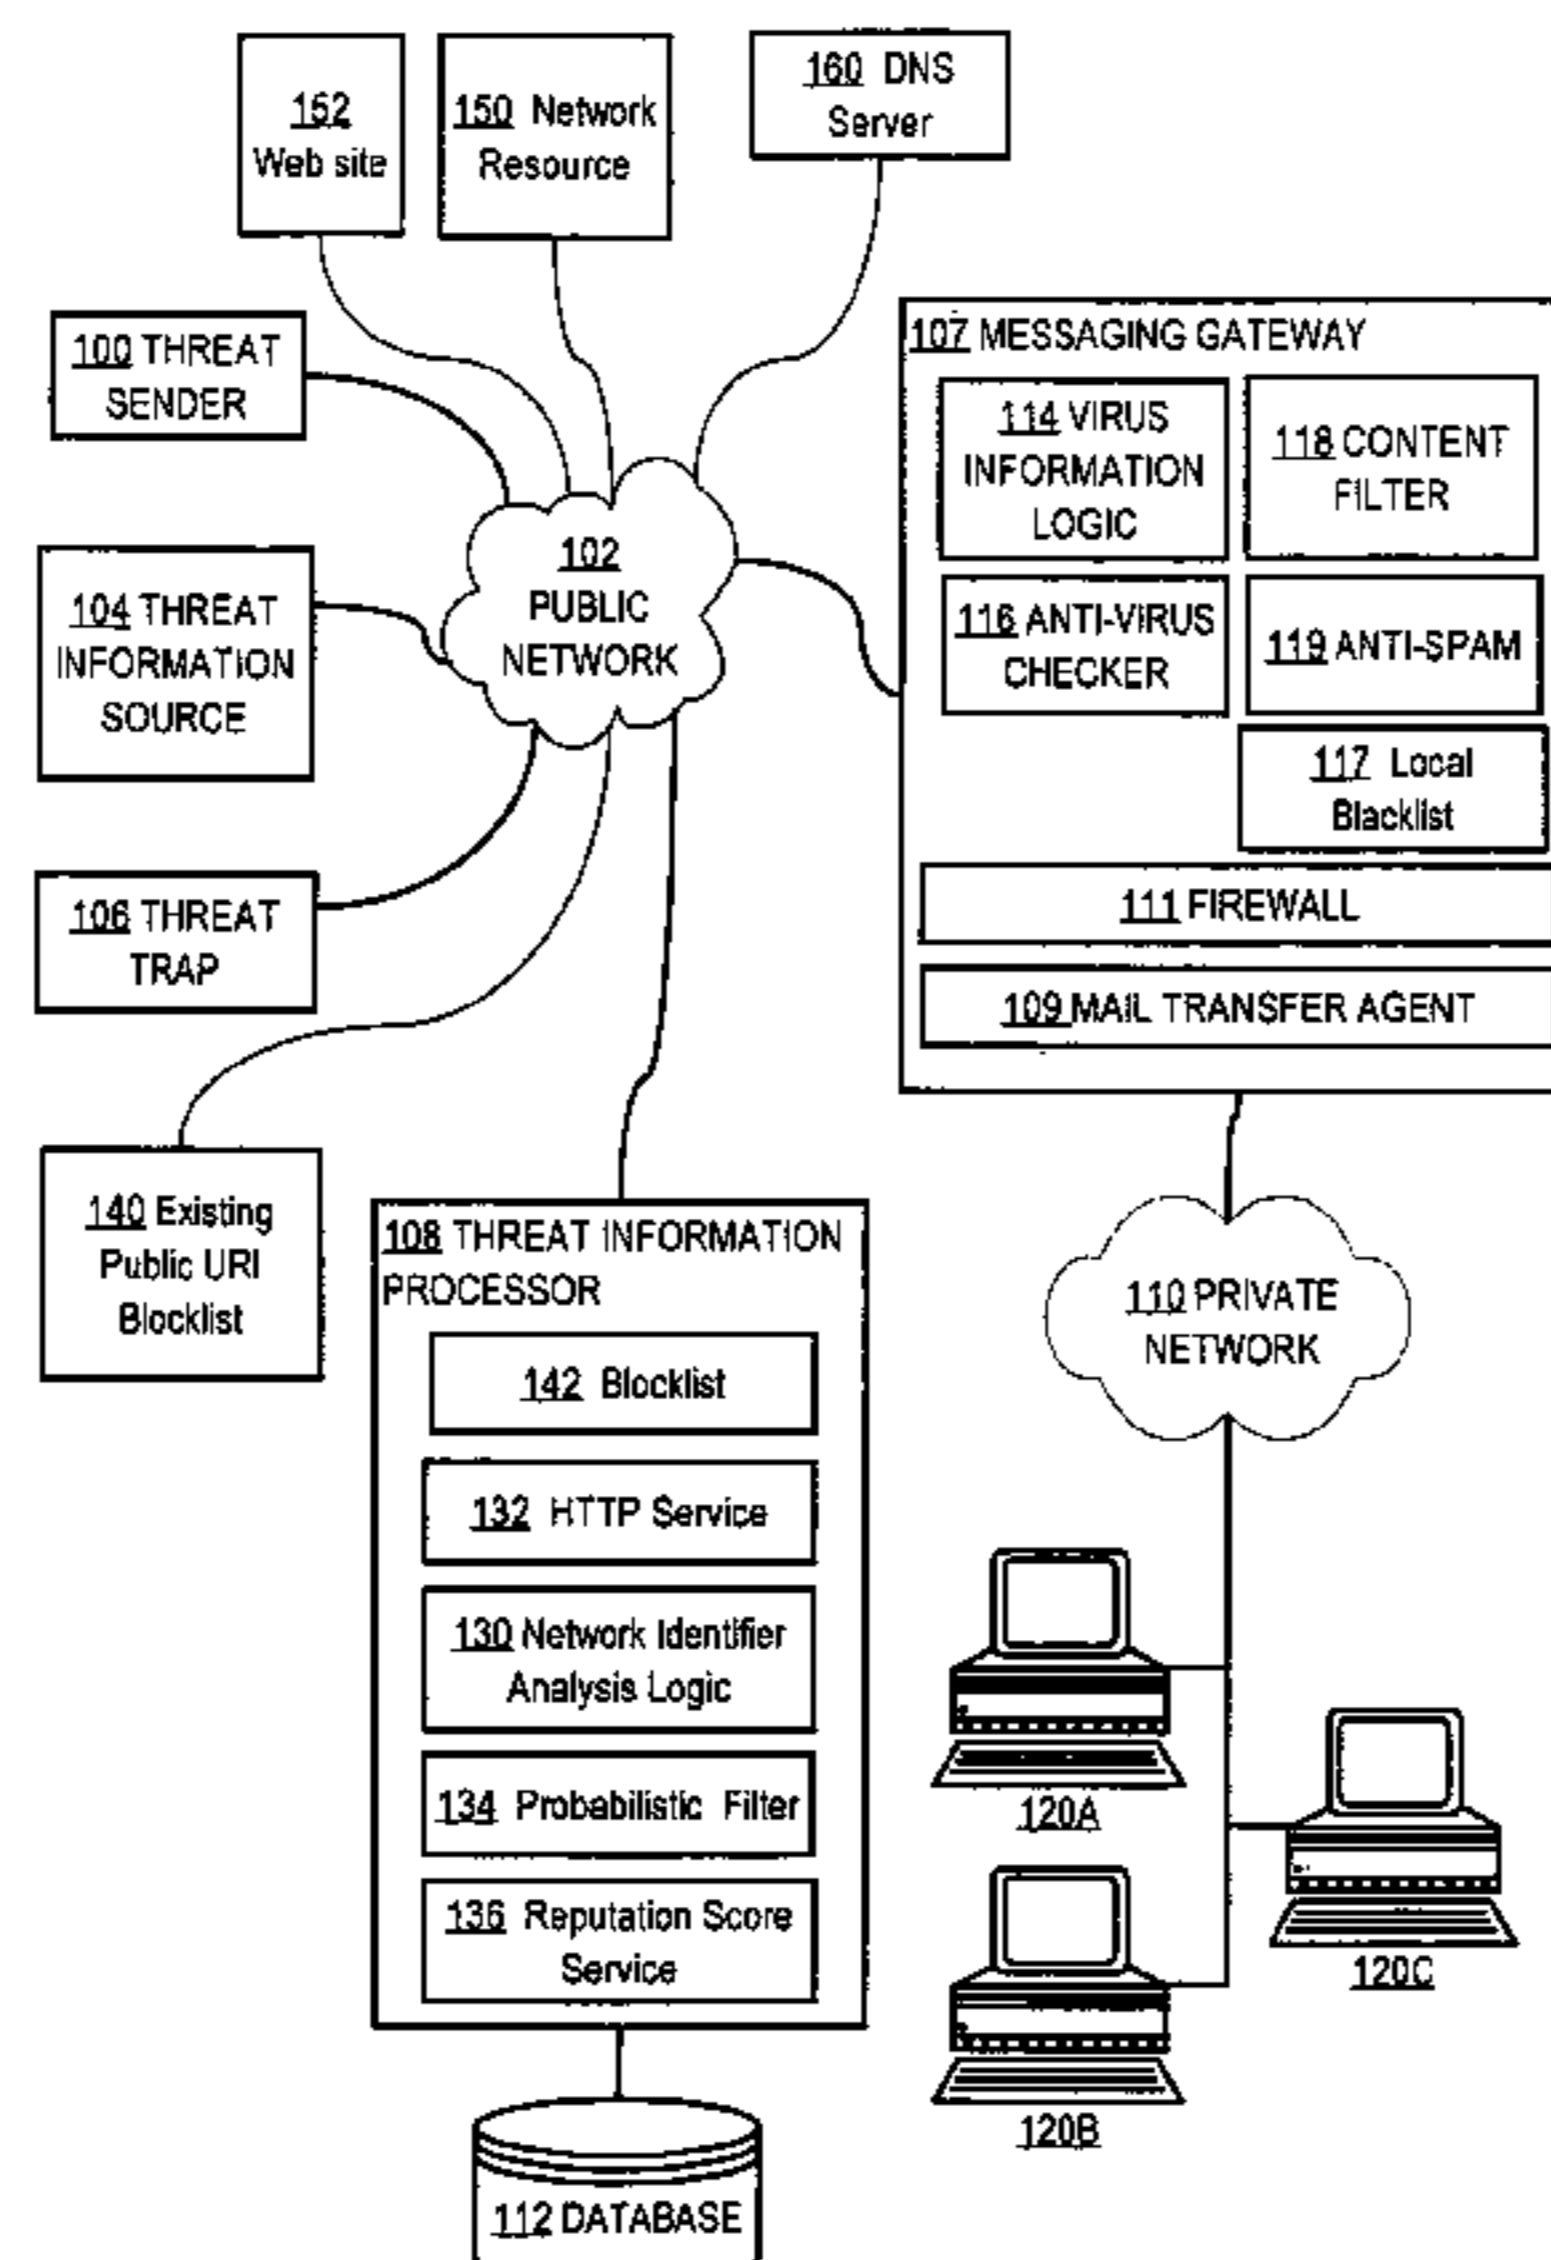 152
Web site
150 Network
Resource
160 DNS
Server
100 THREAT
SENDER
107 MESSAGING GATEWAY
114 VIRUS
INFORMATION
LOGIC
118 CONTENT
FILTER
102
PUBLIC
NETWORK
104 THREAT
INFORMATION
SOURCE
116 ANTI-VIRUS
CHECKER
119 ANTI-SPAM
117 Local
Blacklist
106 THREAT
TRAP
111 FIREWALL
109 MAIL TRANSFER AGENT
140 Existing
Public URI
Blocklist
108 THREAT INFORMATION
PROCESSOR
110 PRIVATE
NETWORK
142 Blocklist
132 HTTP Service
130 Network Identifier
Analysis Logic
134 Probabilistic Filter
136 Reputation Score
Service
120A
120C
120B
112 DATABASE